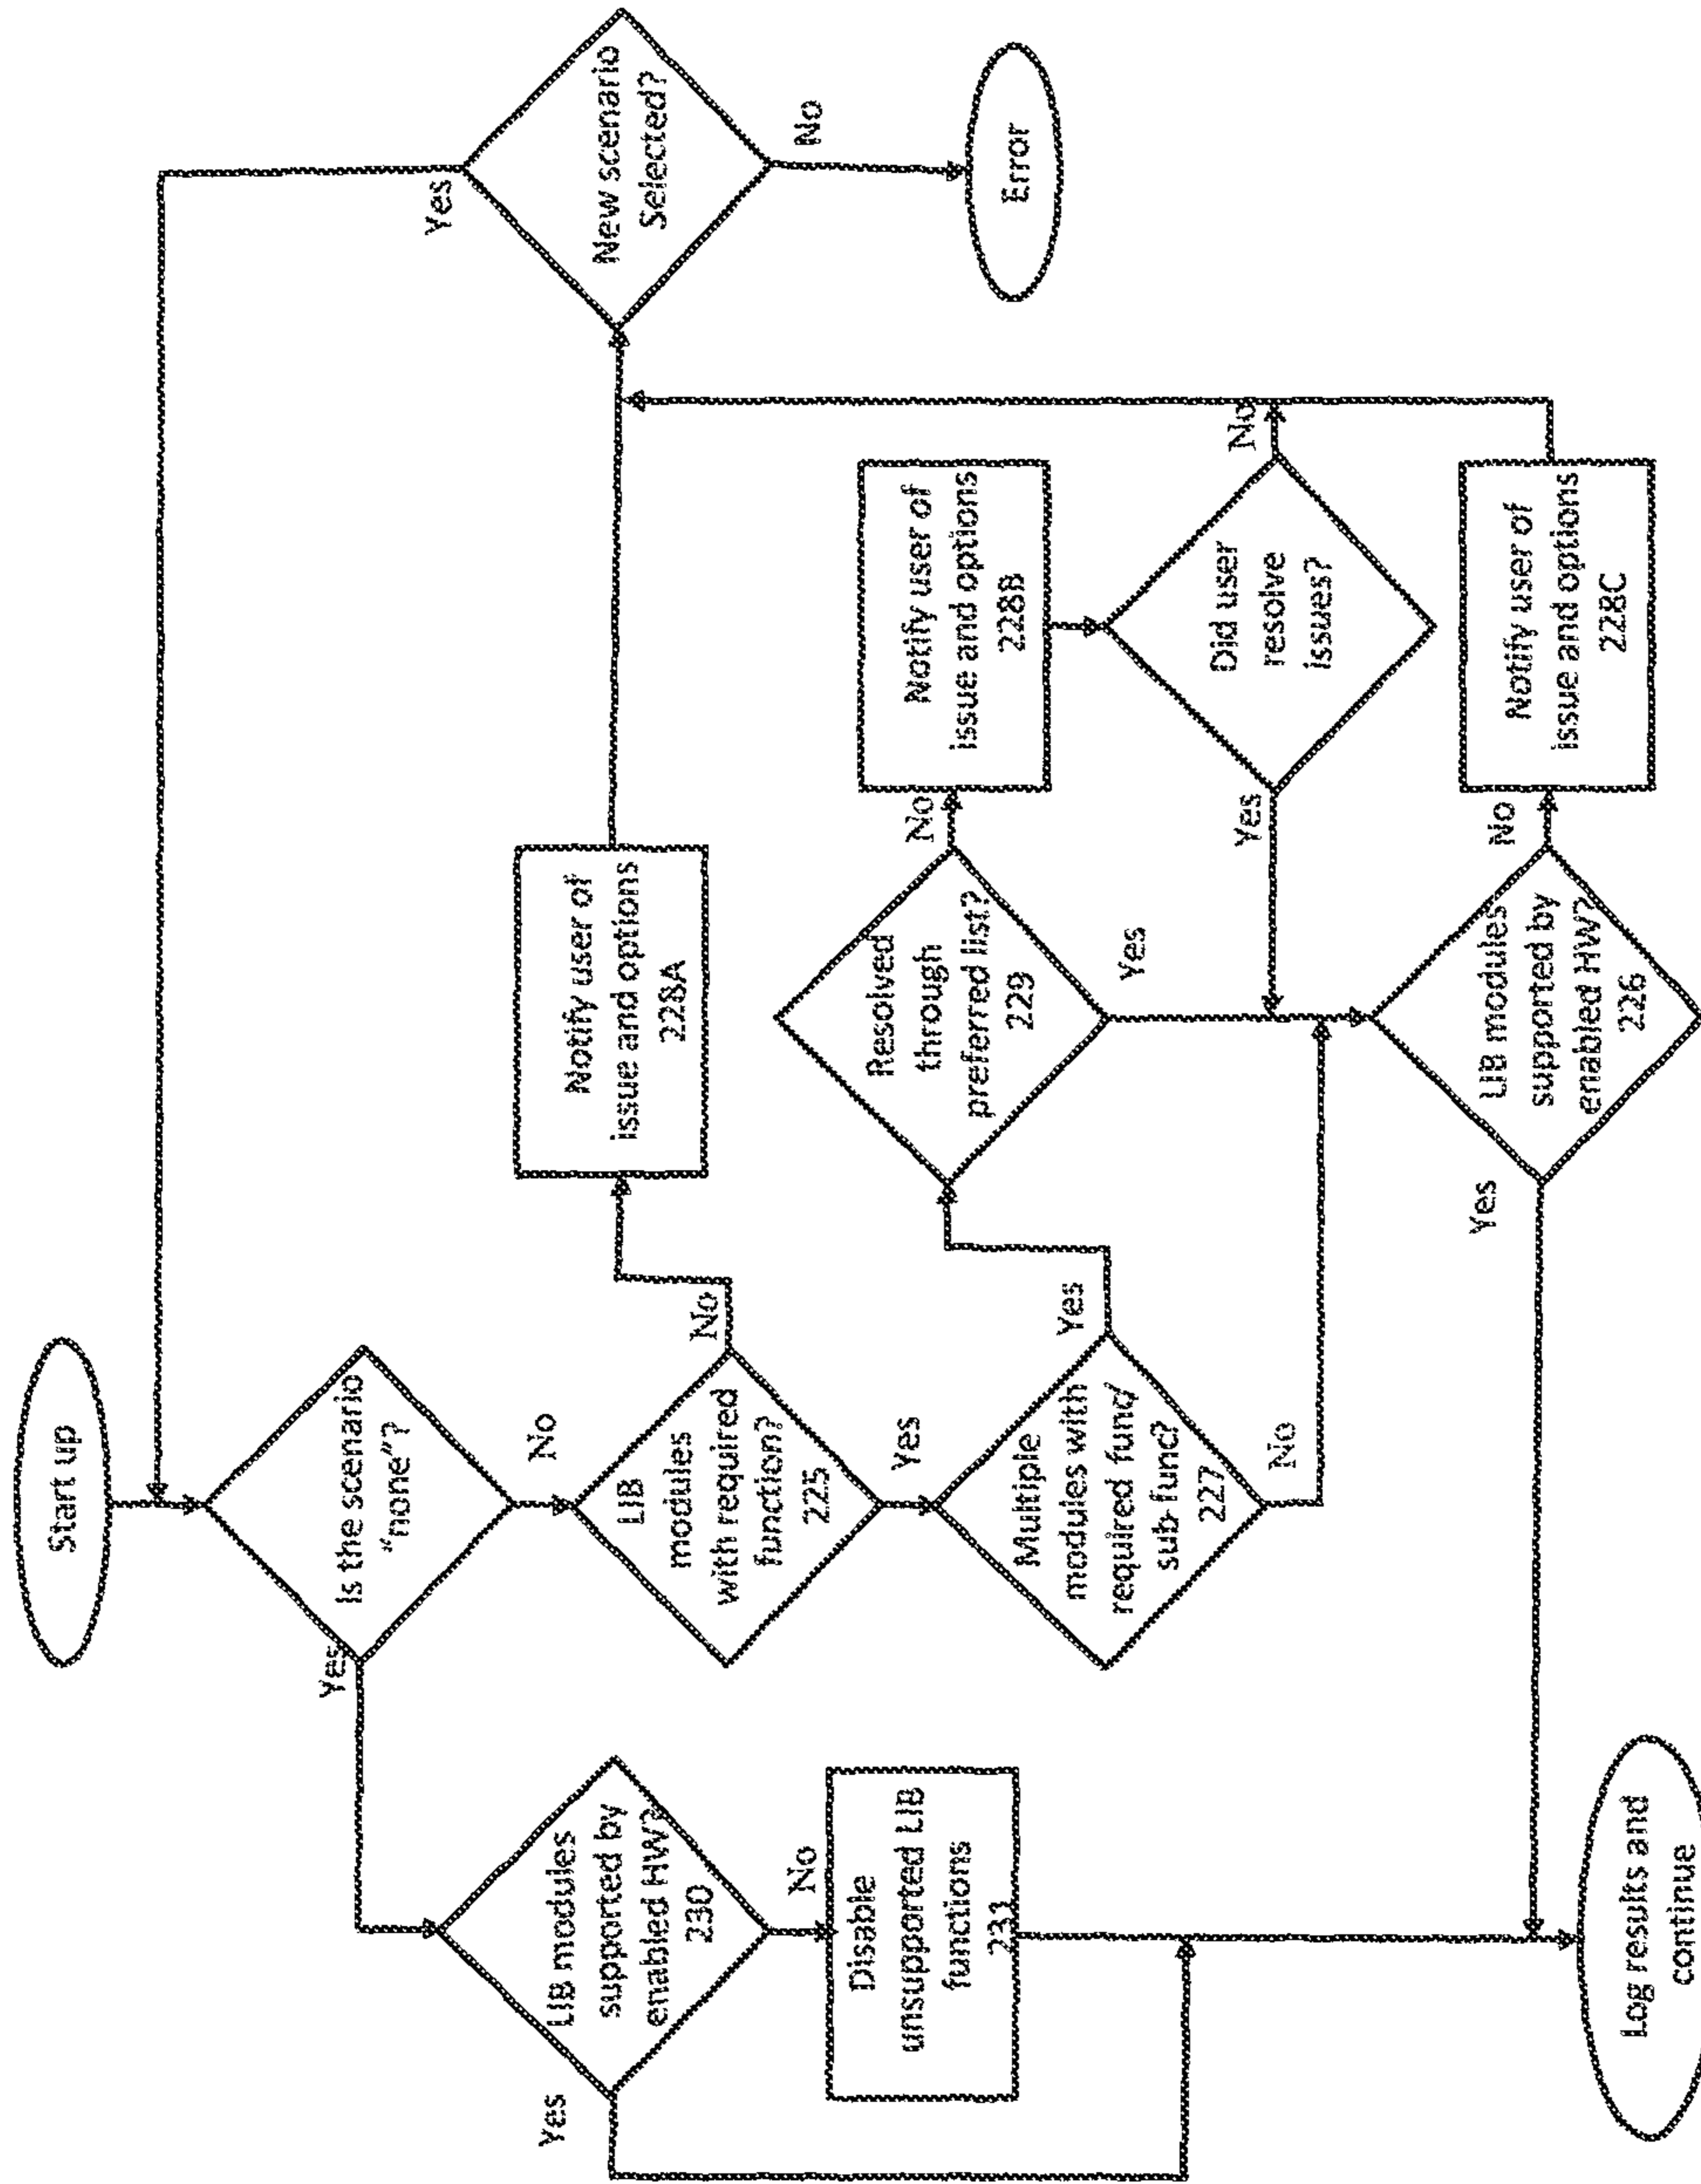 Start up
Is the scenario
"none"?
Yes
No
LIB modules
supported by
enabled HW?
230
Yes
No
Disable
unsupported LIB
functions
231
LIB
modules
with required
function?
225
No
Yes
Notify user of
issue and options
228A
New scenario
Selected?
Yes
No
Error
Multiple
modules with
required func/
sub func?
227
Yes
No
Resolved
through
preferred list?
229
No
Yes
Notify user of
issue and options
228B
Did user
resolve
issues?
Yes
No
LIB modules
supported by
enabled HW?
226
Yes
No
Notify user of
issue and options
228C
Log results and
continue